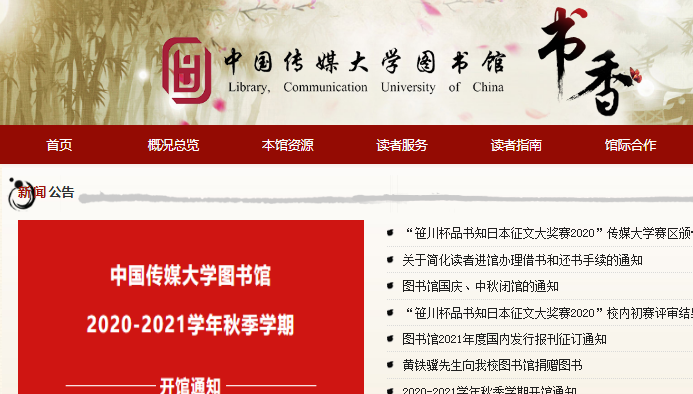 中国传媒大学图书馆
Library, Communication University of China
书香
首页
概况总览
本馆资源
读者服务
读者指南
馆际合作
新闻公告
中国传媒大学图书馆
2020-2021学年秋季学期
开馆通知
“笹川杯品书知日本征文大奖赛2020”传媒大学赛区颁
关于简化读者进馆办理借书和还书手续的通知
图书馆国庆、中秋闭馆的通知
“笹川杯品书知日本征文大奖赛2020”校内初赛评审结
图书馆2021年度国内发行报刊征订通知
黄铁骥先生向我校图书馆捐赠图书
2020-2021学年秋季学期开馆通知